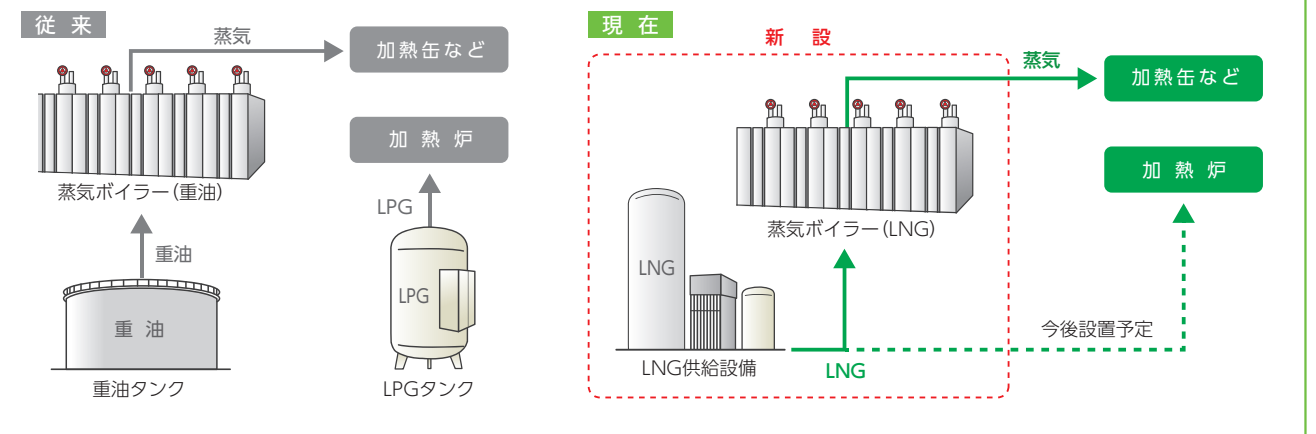 従来
蒸気
加熱缶など
蒸気ボイラー(重油)
加熱炉
LPG
重油
LPG
重油
重油タンク
LPGタンク
現在
新設
蒸気
加熱缶など
加熱炉
蒸気ボイラー(LNG)
LNG
今後設置予定
LNG供給設備
LNG